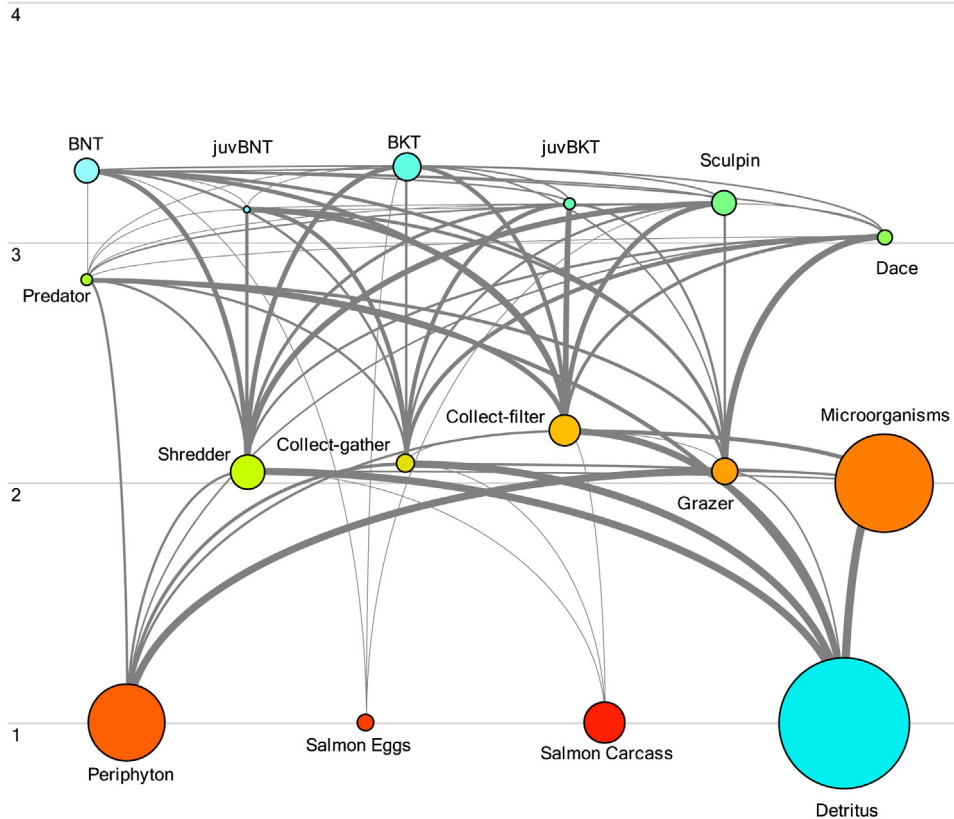 4
BNT
juvBNT
BKT
juvBKT
Sculpin
3
Dace
Predator
Microorganisms
Collect-filter
Collect-gather
Shredder
2
Grazer
1
Salmon Eggs
Salmon Carcass
Periphyton
Detritus